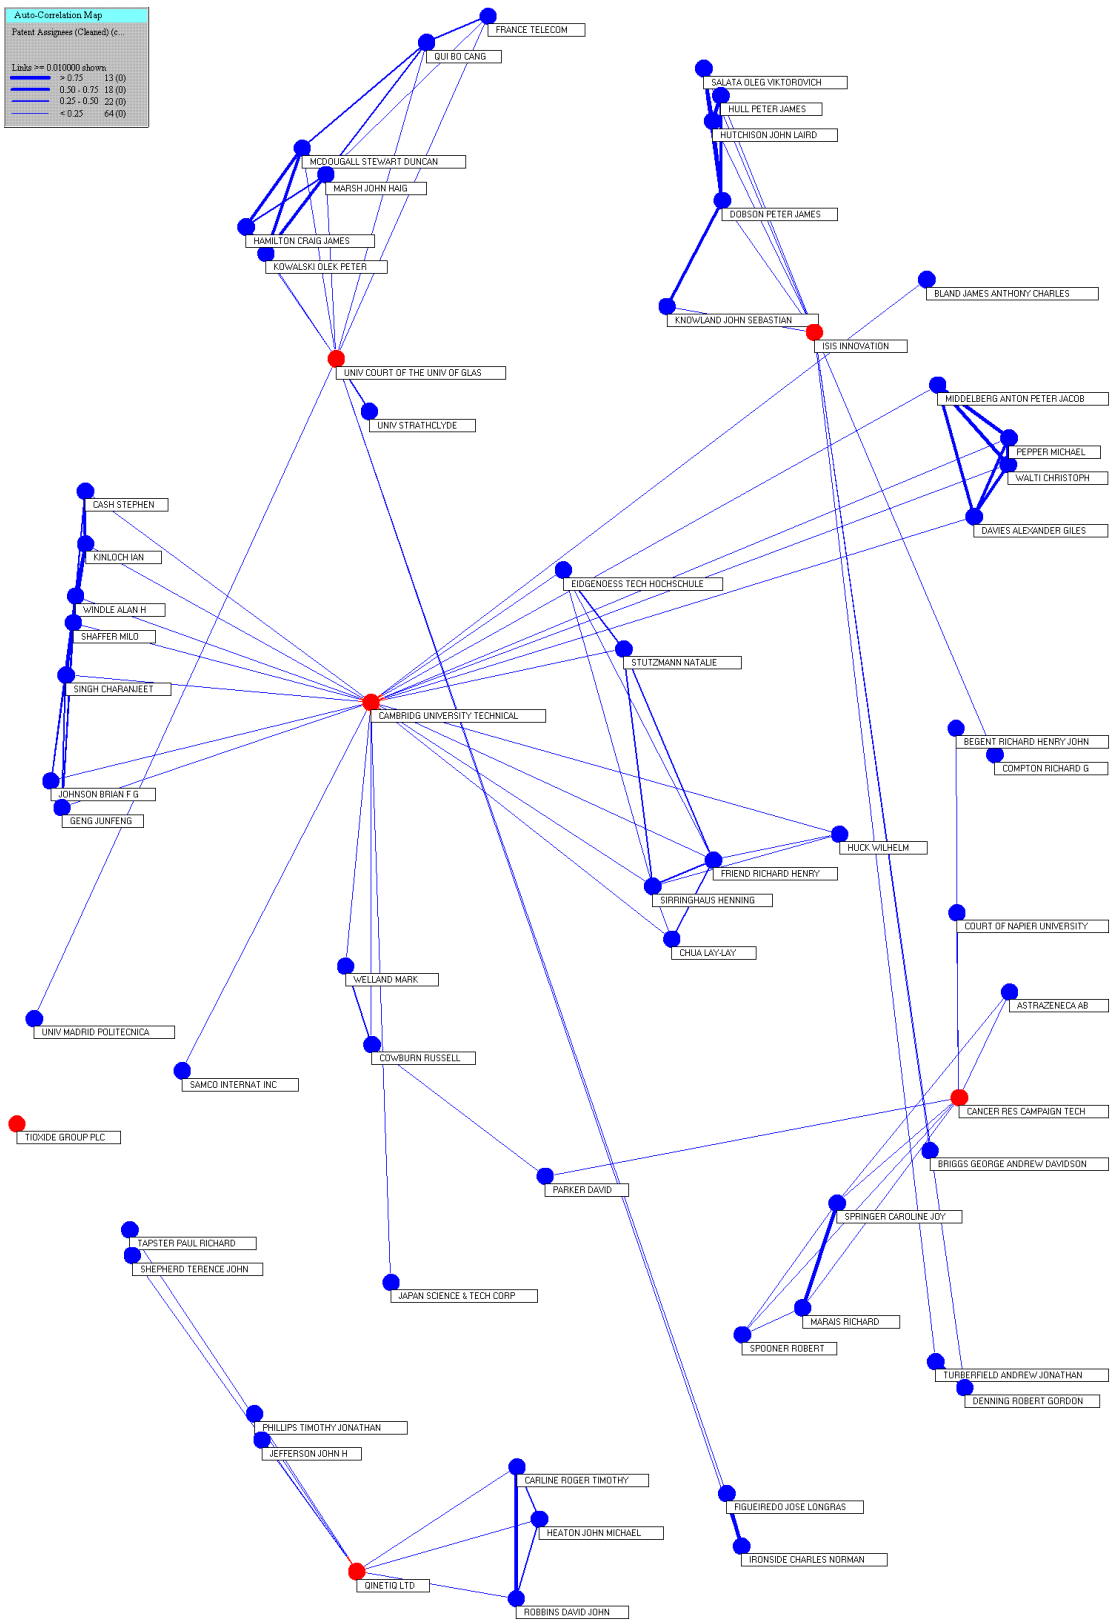 Auto-Correlation Map
Patent Assignees (Cleaned) (c...
Links >= 0.010000 shown
> 0.75 13 (0)
0.50 - 0.75 18 (0)
0.25 - 0.50 22 (0)
< 0.25 64 (0)
FRANCE TELECOM
QUI BO CANG
SALATA OLEG VIKTOROVICH
HULL PETER JAMES
HUTCHISON JOHN LAIRD
MCDOUGALL STEWART DUNCAN
MARSH JOHN HAIG
DOBSON PETER JAMES
HAMILTON CRAIG JAMES
KOWALSKI OLEK PETER
BLAND JAMES ANTHONY CHARLES
KNOWLAND JOHN SEBASTIAN
ISIS INNOVATION
UNIV COURT OF THE UNIV OF GLAS
MIDDELBERG ANTON PETER JACOB
UNIV STRATHCLYDE
PEPPER MICHAEL
WALTI CHRISTOPH
CASH STEPHEN
DAVIES ALEXANDER GILES
KINLOCH IAN
EIDGENOESS TECH HOCHSCHULE
WINDLE ALAN H
SHAFFER MILO
STUTZMANN NATALIE
SINGH CHARANJEET
CAMBRIDG UNIVERSITY TECHNICAL
BEGENT RICHARD HENRY JOHN
COMPTON RICHARD G
JOHNSON BRIAN F G
GENG JUNFENG
HUCK WILHELM
FRIEND RICHARD HENRY
SIRRINGHAUS HENNING
COURT OF NAPIER UNIVERSITY
CHUA LAY-LAY
WELLAND MARK
ASTRAZENECA AB
UNIV MADRID POLITECNICA
COWBURN RUSSELL
SAMCO INTERNAT INC
CANCER RES CAMPAIGN TECH
TIOXIDE GROUP PLC
BRIGGS GEORGE ANDREW DAVIDSON
PARKER DAVID
SPRINGER CAROLINE JOY
TAPSTER PAUL RICHARD
SHEPHERD TERENCE JOHN
JAPAN SCIENCE & TECH CORP
MARAIS RICHARD
SPOONER ROBERT
TURBERFIELD ANDREW JONATHAN
DENNING ROBERT GORDON
PHILLIPS TIMOTHY JONATHAN
JEFFERSON JOHN H
CARLINE ROGER TIMOTHY
FIGUEIREDO JOSE LONGRAS
HEATON JOHN MICHAEL
IRONSIDE CHARLES NORMAN
QINETIQ LTD
ROBBINS DAVID JOHN